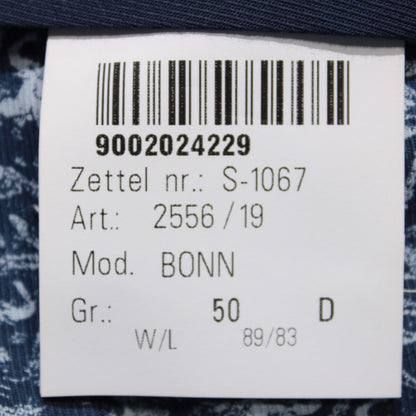 9002024229
Zettel nr.: S-1067
Art.: 2556/19
Mod. BONN
Gr.: 50 D
W/L 89/83